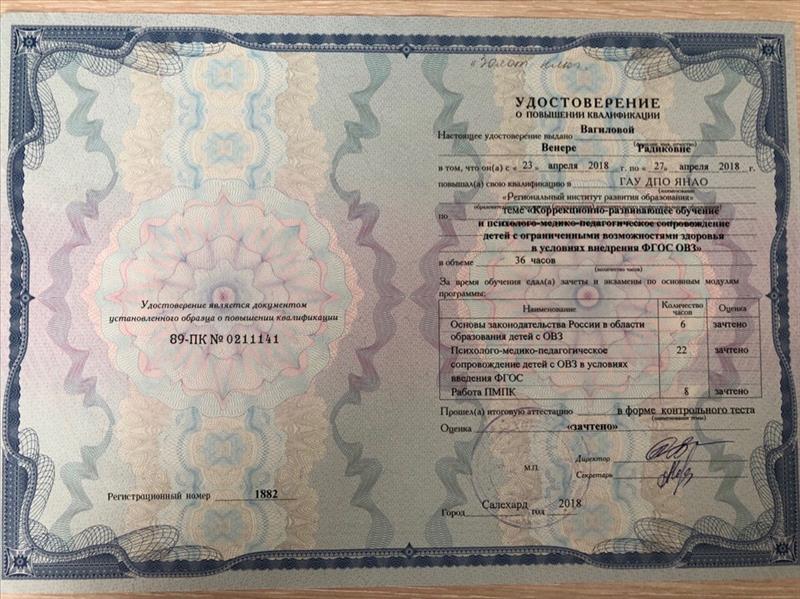 Удостоверение является документом
установленного образца о повышении квалификации
89-ПК № 0211141
Регистрационный номер 1882
УДОСТОВЕРЕНИЕ
О ПОВЫШЕНИИ КВАЛИФИКАЦИИ
Настоящее удостоверение выдано Вагиловой
(фамилия, имя, отчество)
Венере Радиковне
в том, что он(а) с « 23 » апреля 2018 г. по « 27 » апреля 2018 г.
повышал(а) свою квалификацию в ГАУ ДПО ЯНАО
«Региональный институт развития образования»
по теме «Коррекционно-развивающее обучение
и психолого-медико-педагогическое сопровождение
детей с ограниченными возможностями здоровья
в условиях внедрения ФГОС ОВЗ»
в объеме 36 часов
(количество часов)
За время обучения сдал(а) зачеты и экзамены по основным модулям
программы:
Наименование Количество часов Оценка
Основы законодательства России в области 6 зачтено
образования детей с ОВЗ
Психолого-медико-педагогическое 22 зачтено
сопровождение детей с ОВЗ в условиях
введения ФГОС
Работа ПМПК 8 зачтено
Прошел(а) итоговую аттестацию в форме контрольного теста
Оценка «зачтено»
Директор
М.П.
Секретарь
Город Салехард год 2018